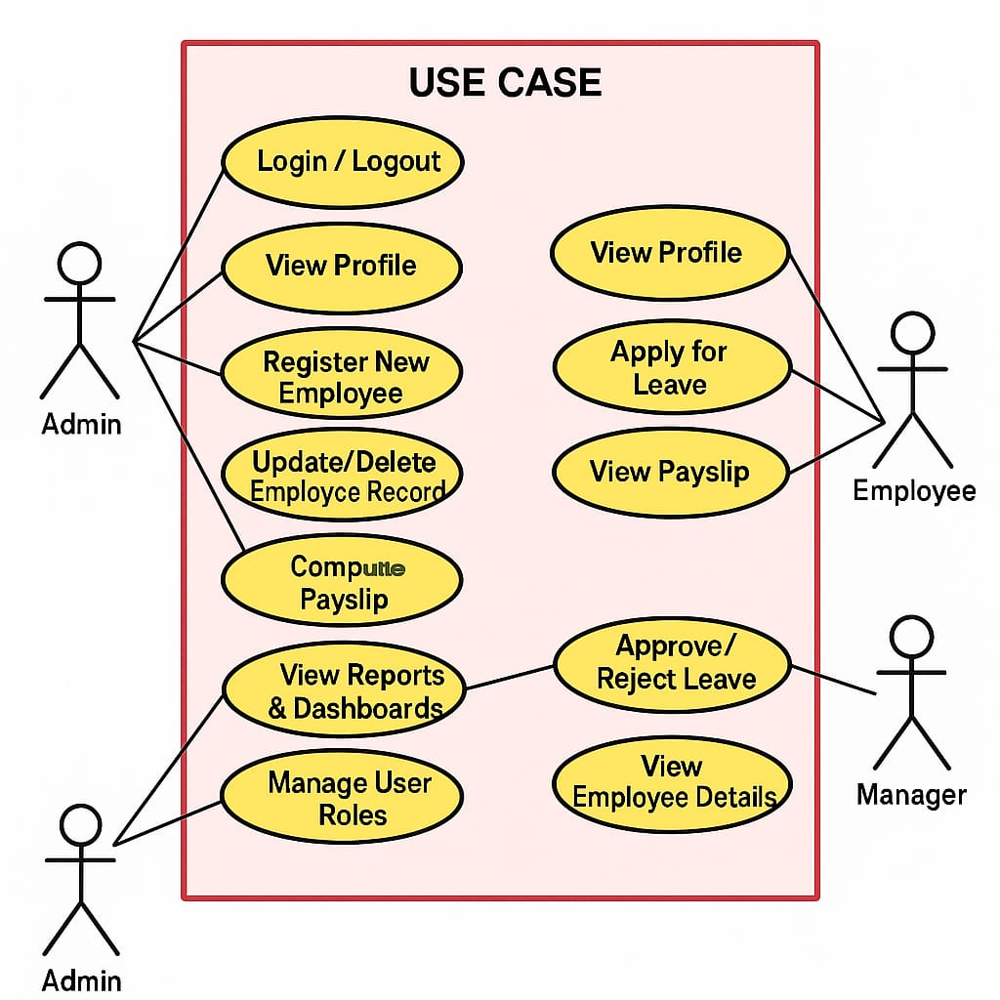 USE CASE
Login / Logout
View Profile
Register New
Employee
Update/Delete
Employce Record
Payslip
View Reports
& Dashboards
Manage User
Roles
View Profile
Apply for
Leave
View Payslip
Approve/
Reject Leave
View
Employee Details
Admin
Admin
Employee
Manager